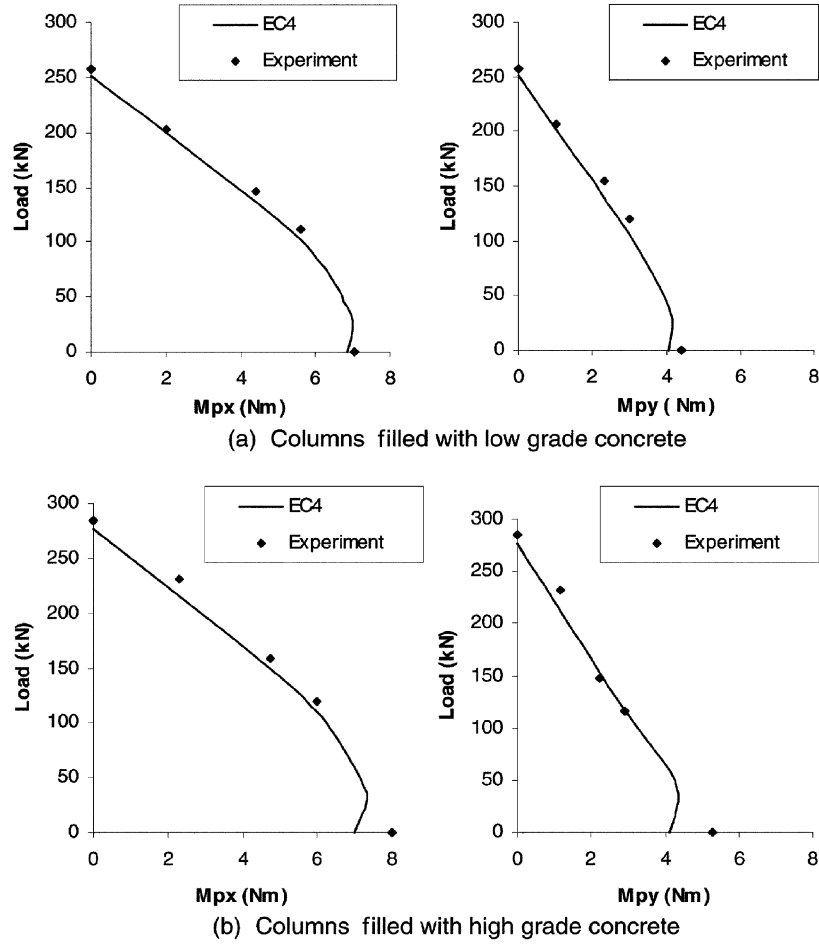 300
250
200
150
100
50
0
Load (kN)
EC4
Experiment
0 2 4 6 8
Mpx (Nm)
300
250
200
150
100
50
0
Load (kN)
EC4
Experiment
0 2 4 6 8
Mpy ( Nm)
(a) Columns filled with low grade concrete
300
250
200
150
100
50
0
Load (kN)
EC4
Experiment
0 2 4 6 8
Mpx (Nm)
300
250
200
150
100
50
0
Load (kN)
EC4
Experiment
0 2 4 6 8
Mpy (Nm)
(b) Columns filled with high grade concrete